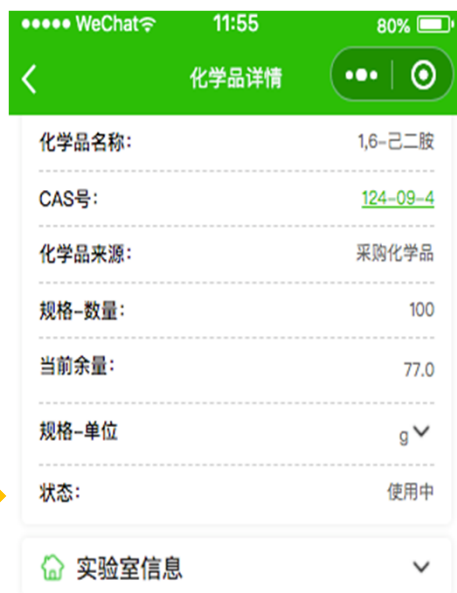 ●●●●● WeChat 11:55 80%
化学品详情
化学品名称: 1,6-己二胺
CAS号: 124-09-4
化学品来源: 采购化学品
规格-数量: 100
当前余量: 77.0
规格-单位 g
状态: 使用中
实验室信息